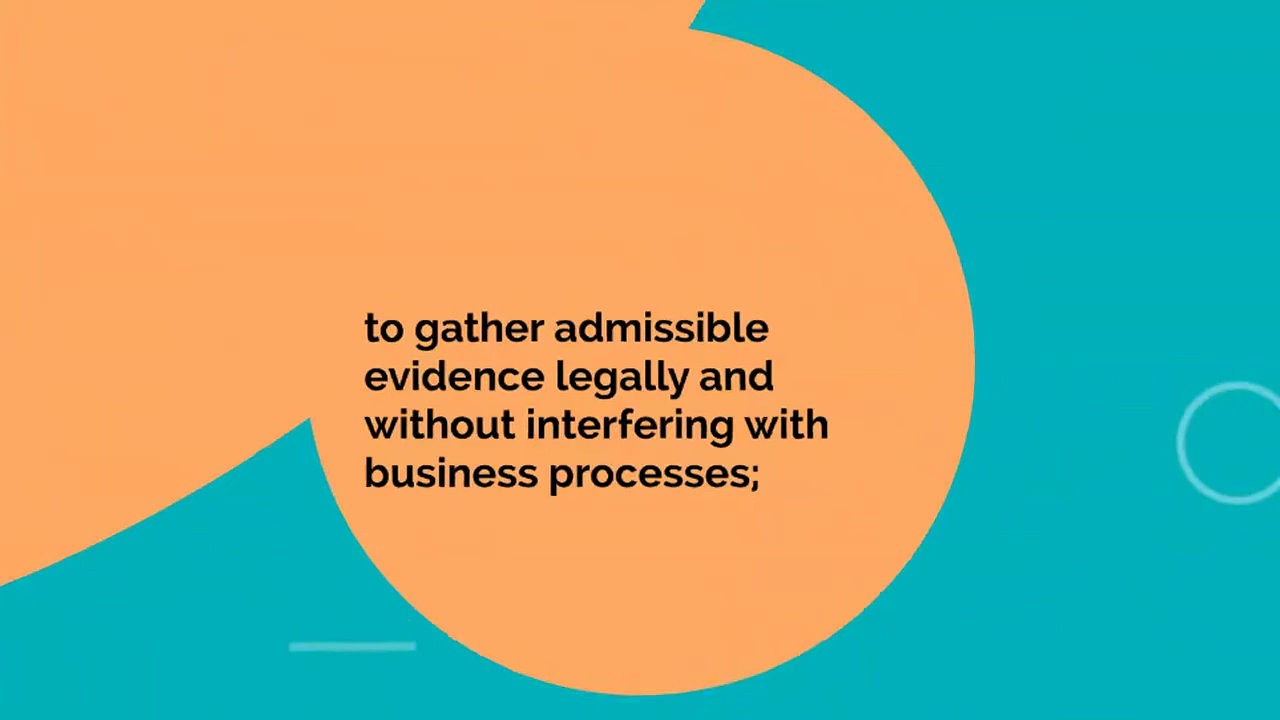 to gather admissible
evidence legally and
without interfering with
business processes;